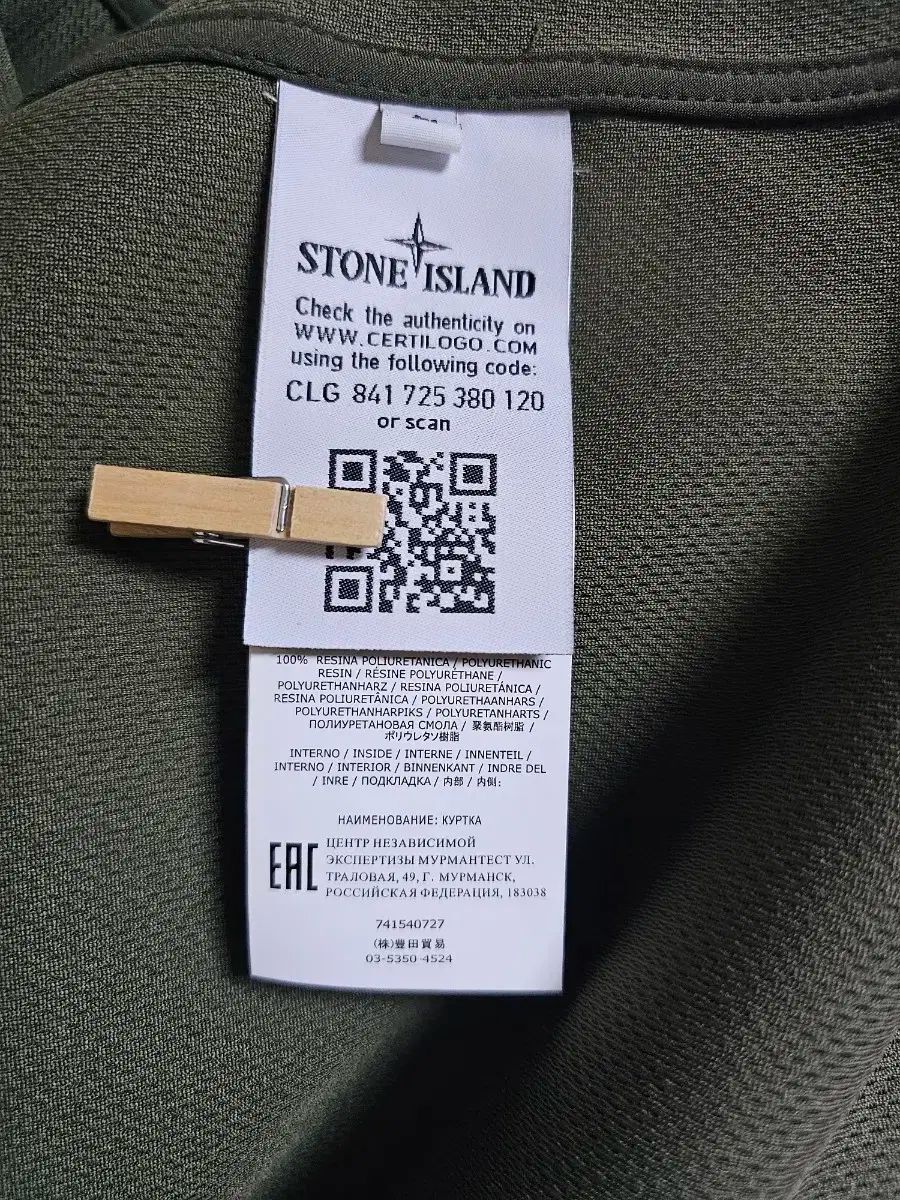 STONE ISLAND
Check the authenticity on
WWW.CERTILOGO.COM
using the following code:
CLG 841 725 380 120
or scan
100% RESINA POLIURETANICA / POLYURETHANIC
RESIN / RÉSINE POLYURÉTHANE /
POLYURETHANHARZ / RESINA POLIURETÁNICA /
RESINA POLIURETÂNICA / POLYURETHAANHARS /
POLYURETHANHARPIKS / POLYURETANHARTS /
ПОЛИУРЕТАНОВАЯ СМОЛА / 聚氨酯树脂 /
ポリウレタン樹脂
INTERNO / INSIDE / INTERNE / INNENTEIL /
INTERNO / INTERIOR / BINNENKANT / INDRE DEL
/ INRE / ПОДКЛАДКА / 内部 / 内側:
НАИМЕНОВАНИЕ: КУРТКА
EAC
ЦЕНТР НЕЗАВИСИМОЙ
ЭКСПЕРТИЗЫ МУРМАНТЕСТ УЛ.
ТРАЛОВАЯ, 49, Г. МУРМАНСК,
РОССИЙСКАЯ ФЕДЕРАЦИЯ, 183038
741540727
(株)豊田貿易
03-5350-4524